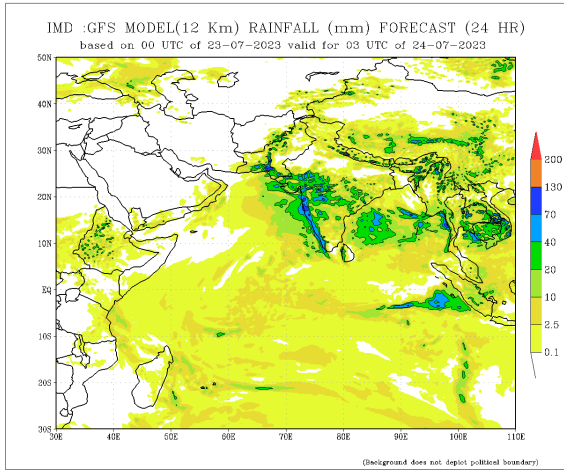 IMD :GFS MODEL(12 Km) RAINFALL (mm) FORECAST (24 HR)
based on 00 UTC of 23-07-2023 valid for 03 UTC of 24-07-2023
50N
40N
30N
20N
10N
EQ
10S
20S
30S
30E 40E 50E 60E 70E 80E 90E 100E 110E
200
130
70
40
20
10
2.5
0.1
(Background does not depict political boundary)